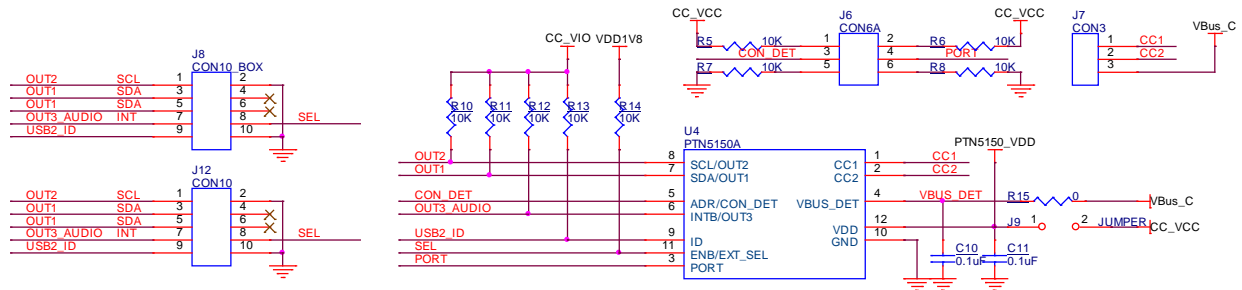 J8
CON10_BOX
OUT2 SCL 1 2
OUT1 SDA 3 4
OUT1 SDA 5 6
OUT3_AUDIO INT 7 8 SEL
USB2_ID 9 10
J12
CON10
OUT2 SCL 1 2
OUT1 SDA 3 4
OUT1 SDA 5 6
OUT3_AUDIO INT 7 8 SEL
USB2_ID 9 10
CC_VIO VDD1V8
R10 R11 R12 R13 R14
10K 10K 10K 10K 10K
CC_VCC J6 CC_VCC
CON6A
R5 10K 1 2 R6 10K
CON_DET 3 4 PORT
R7 10K 5 6 R8 10K
J7
CON3
VBus_C
1 CC1
2 CC2
3
U4
PTN5150A
OUT2 8 SCL/OUT2 CC1 1 CC1
OUT1 7 SDA/OUT1 CC2 2 CC2
CON_DET 5 ADR/CON_DET VBUS_DET 4 VBUS_DET R15 0 VBus_C
OUT3_AUDIO 6 INTB/OUT3
VDD 12
USB2_ID 9 ID GND 10
SEL 11 ENB/EXT_SEL
PORT 3 PORT
PTN5150_VDD
J9 1 2 JUMPER CC_VCC
C10 C11
0.1uF 0.1uF